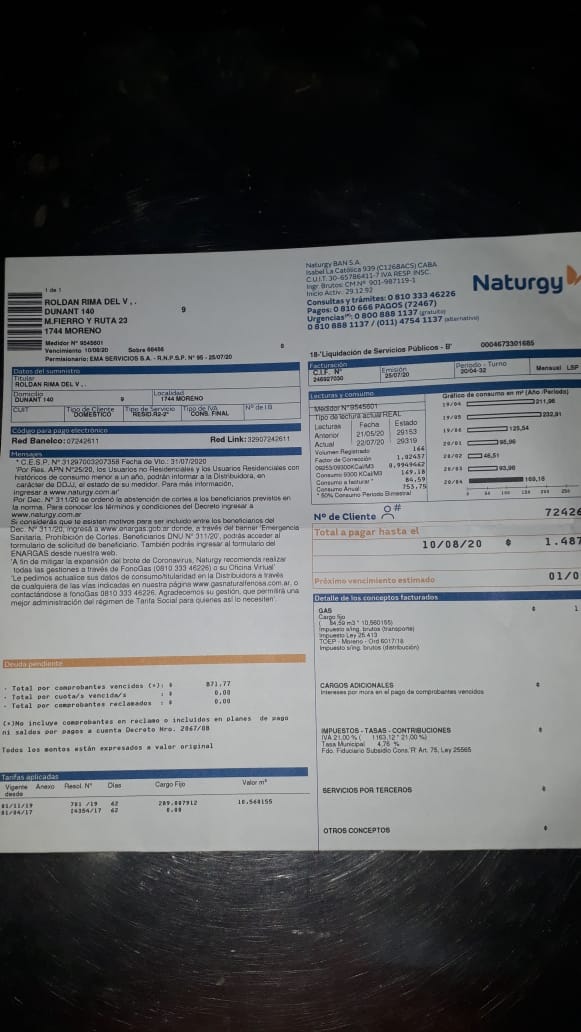 1 de 1
ROLDAN RIMA DEL V , .
DUNANT 140 9
M.FIERRO Y RUTA 23
1744 MORENO
Medidor N° 9545601
Vencimiento 10/08/20 Sobre 66466 0
Permisionario: EMA SERVICIOS S.A. - R.N.P.S.P. N° 96 - 25/07/20
Naturgy BAN S.A.
Isabel La Católica 939 (C1268ACS) CABA
C.U.I.T. 30-65786411-7 IVA RESP. INSC.
Ingr. Brutos: CM N° 901-987119-1
Inicio Activ.: 29.12.92
Consultas y trámites: 0 810 333 46226
Pagos: 0 810 666 PAGOS (72467)
Urgencias: 0 800 888 1137 (gratuito)
0 810 888 1137 / (011) 4754 1137 (alternativo)
Naturgy
18-'Liquidación de Servicios Públicos - B' 0004673301685
Datos del suministro
Titular
ROLDAN RIMA DEL V , .
Domicilio Localidad
DUNANT 140 9 1744 MORENO
CUIT Tipo de Cliente Tipo de Servicio Tipo de IVA N° de I.B
DOMESTICO RESID.R2-2° CONS. FINAL
Código para pago electrónico
Red Banelco: 07242611 Red Link: 32907242611
Mensajes
* C.E.S.P. N° 31297003207358 Fecha de Vto.: 31/07/2020
'Por Res. APN N°25/20, los Usuarios no Residenciales y los Usuarios Residenciales con
históricos de consumo menor a un año, podrán informar a la Distribuidora, en
carácter de DDJJ, el estado de su medidor. Para más información,
ingresar a www.naturgy.com.ar'
Por Dec. N° 311/20 se ordenó la abstención de cortes a los beneficiarios previstos en
la norma. Para conocer los términos y condiciones del Decreto ingresar a
www.naturgy.com.ar
Si considerás que te asisten motivos para ser incluido entre los beneficiarios del
Dec. N° 311/20, ingresá a www.enargas.gob.ar donde, a través del banner 'Emergencia
Sanitaria, Prohibición de Cortes, Beneficiarios DNU N° 311/20', podrás acceder al
formulario de solicitud de beneficiario. También podrás ingresar al formulario del
ENARGAS desde nuestra web.
'A fin de mitigar la expansión del brote de Coronavirus, Naturgy recomienda realizar
todas las gestiones a través de FonoGas (0810 333 46226) o su Oficina Virtual'
'Le pedimos actualice sus datos de consumo/titularidad en la Distribuidora a través
de cualquiera de las vías indicadas en nuestra página www.gasnaturalfenosa.com.ar, o
contactándose a fonoGas 0810 333 46226. Agradecemos su gestión, que permitirá una
mejor administración del régimen de Tarifa Social para quienes así lo necesiten'.
Facturación
C.I.F. N° Emisión Período - Turno
246927030 25/07/20 20/04-32 Mensual LSP
Lecturas y consumo
Medidor N°9545601
Tipo de lectura actual REAL
Lecturas Fecha Estado
Anterior 21/05/20 29153
Actual 22/07/20 29319
Volumen Registrado 166
Factor de Corrección 1,02437
09253/09300KCal/M3 0,9949462
Consumo 9300 KCal/M3 169,18
Consumo a facturar * 84,59
Consumo Anual: 753,75
* 50% Consumo Periodo Bimestral
Gráfico de consumo en m³ (Año /Período)
19/04 211,96
19/05 232,91
19/06 125,54
20/01 95,96
20/02 46,51
20/03 93,96
20/04 169,18
0 50 100 150 200 250
N° de Cliente # 72426
Total a pagar hasta el
10/08/20 $ 1.487
Próximo vencimiento estimado 01/0
Detalle de los conceptos facturados
GAS $ 1
Cargo fijo
( 84,59 m3 * 10,560155)
Impuesto s/ing. brutos (transporte)
Impuesto Ley 25.413
TOEP - Moreno - Ord 6017/18
Impuesto s/ing. brutos (distribución)
CARGOS ADICIONALES $
Intereses por mora en el pago de comprobantes vencidos
IMPUESTOS - TASAS - CONTRIBUCIONES $
IVA 21,00 % ( 1163,12 * 21,00 %)
Tasa Municipal 4,76 %
Fdo. Fiduciario Subsidio Cons.'R' Art. 75, Ley 25565
SERVICIOS POR TERCEROS $
OTROS CONCEPTOS $
Deuda pendiente
- Total por comprobantes vencidos (*): $ 871,77
- Total por cuota/s vencida/s : $ 0,00
- Total por comprobantes reclamados : $ 0,00
(*)No incluye comprobantes en reclamo o incluidos en planes de pago
ni saldos por pagos a cuenta Decreto Nro. 2067/08
Todos los montos están expresados a valor original
Tarifas aplicadas
Vigente desde Anexo Resol. N° Días Cargo Fijo Valor m³
01/11/19 701 /19 62 289.887912 10.560155
01/04/17 I4354/17 62 0.00